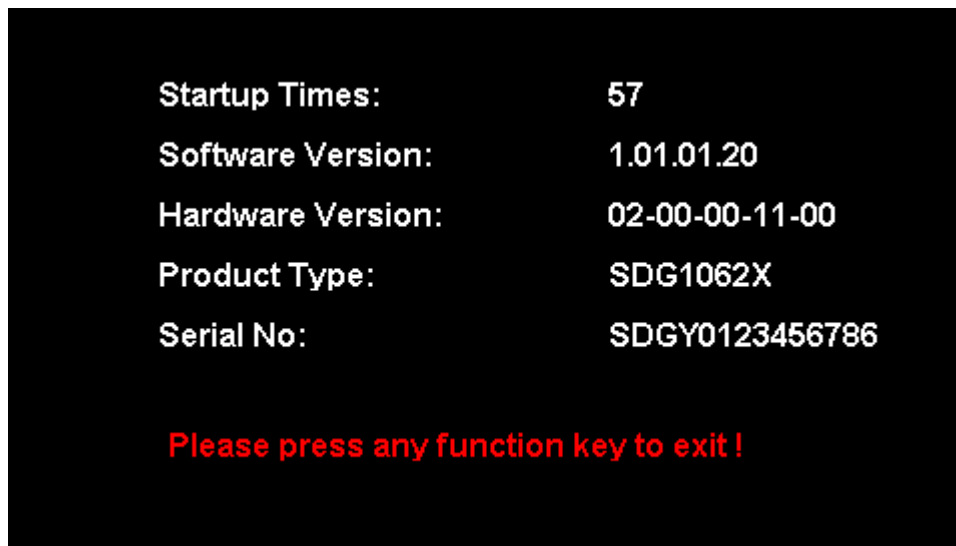 Startup Times: 57
Software Version: 1.01.01.20
Hardware Version: 02-00-00-11-00
Product Type: SDG1062X
Serial No: SDGY0123456786
Please press any function key to exit !